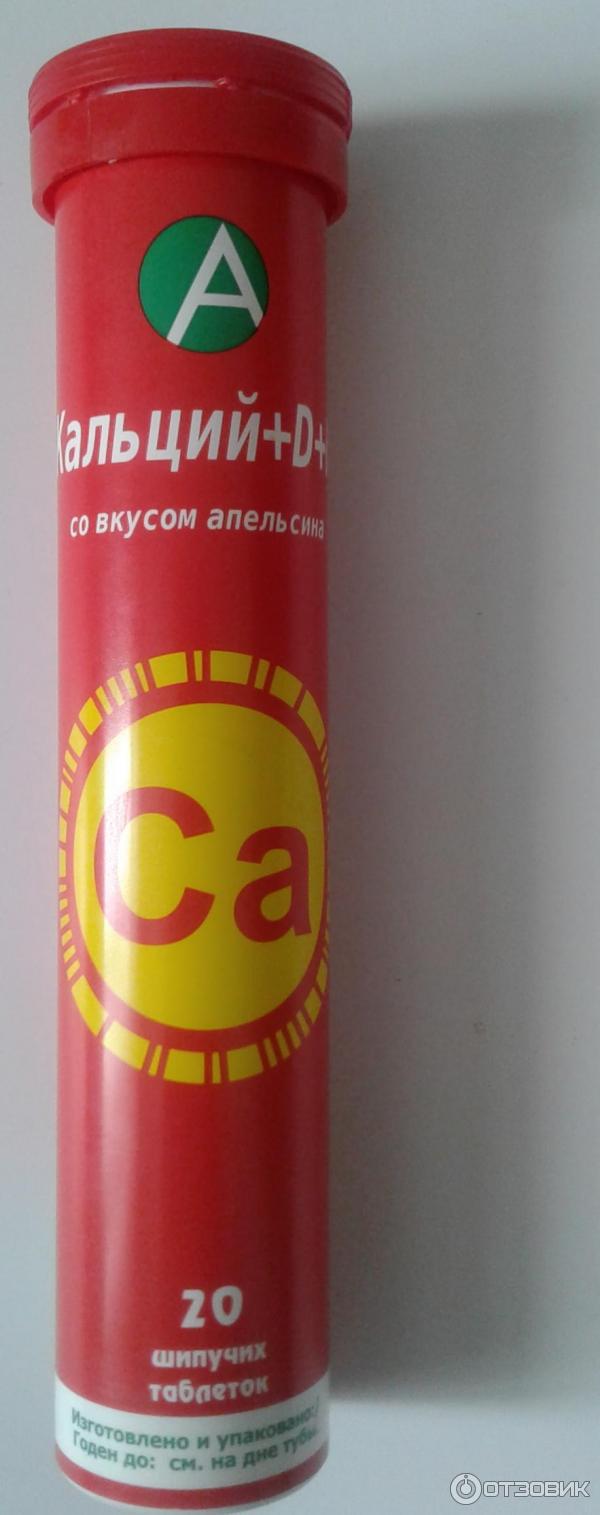 A
Кальций+D+
со вкусом апельсина
Ca
20
шипучих
таблеток
Изготовлено и упаковано:
Годен до: см. на дне тубы.
ОТЗОВИК